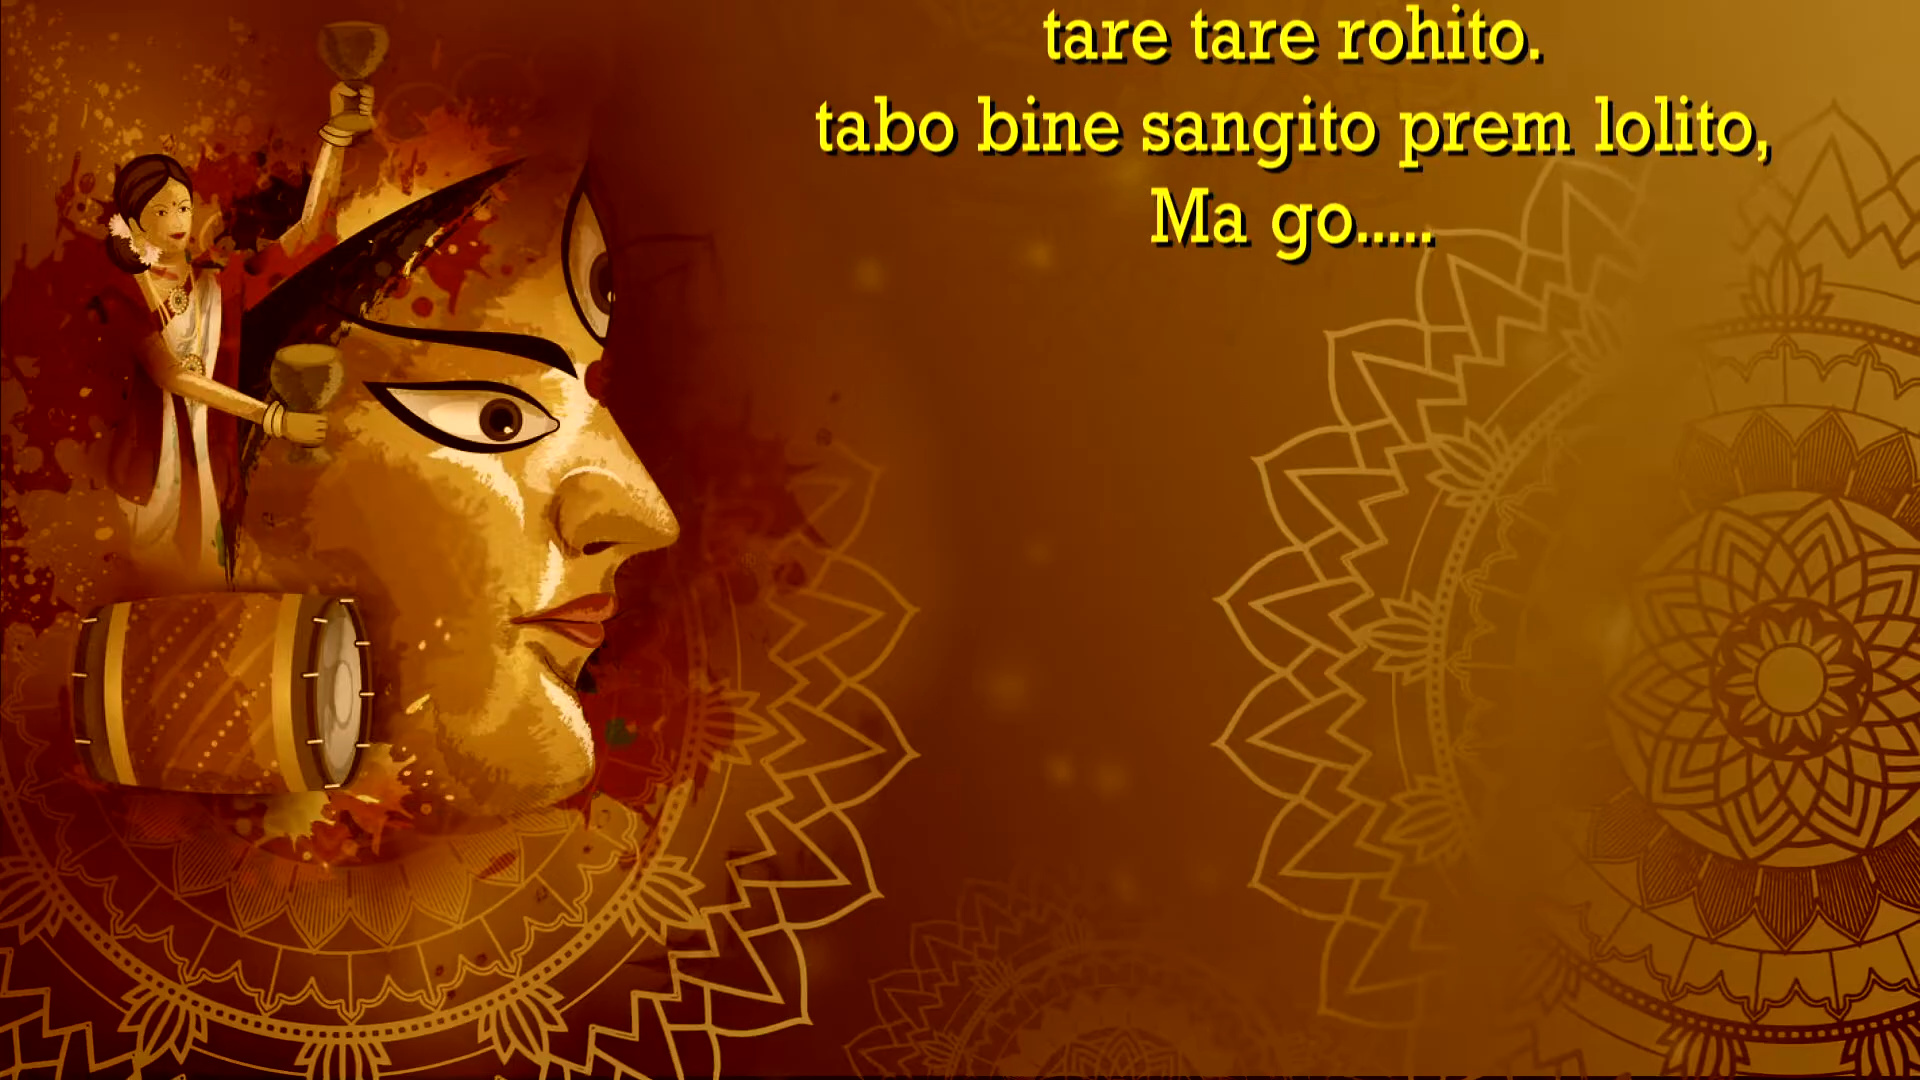 tare tare rohito.
tabo bine sangito prem lolito,
Ma go.....